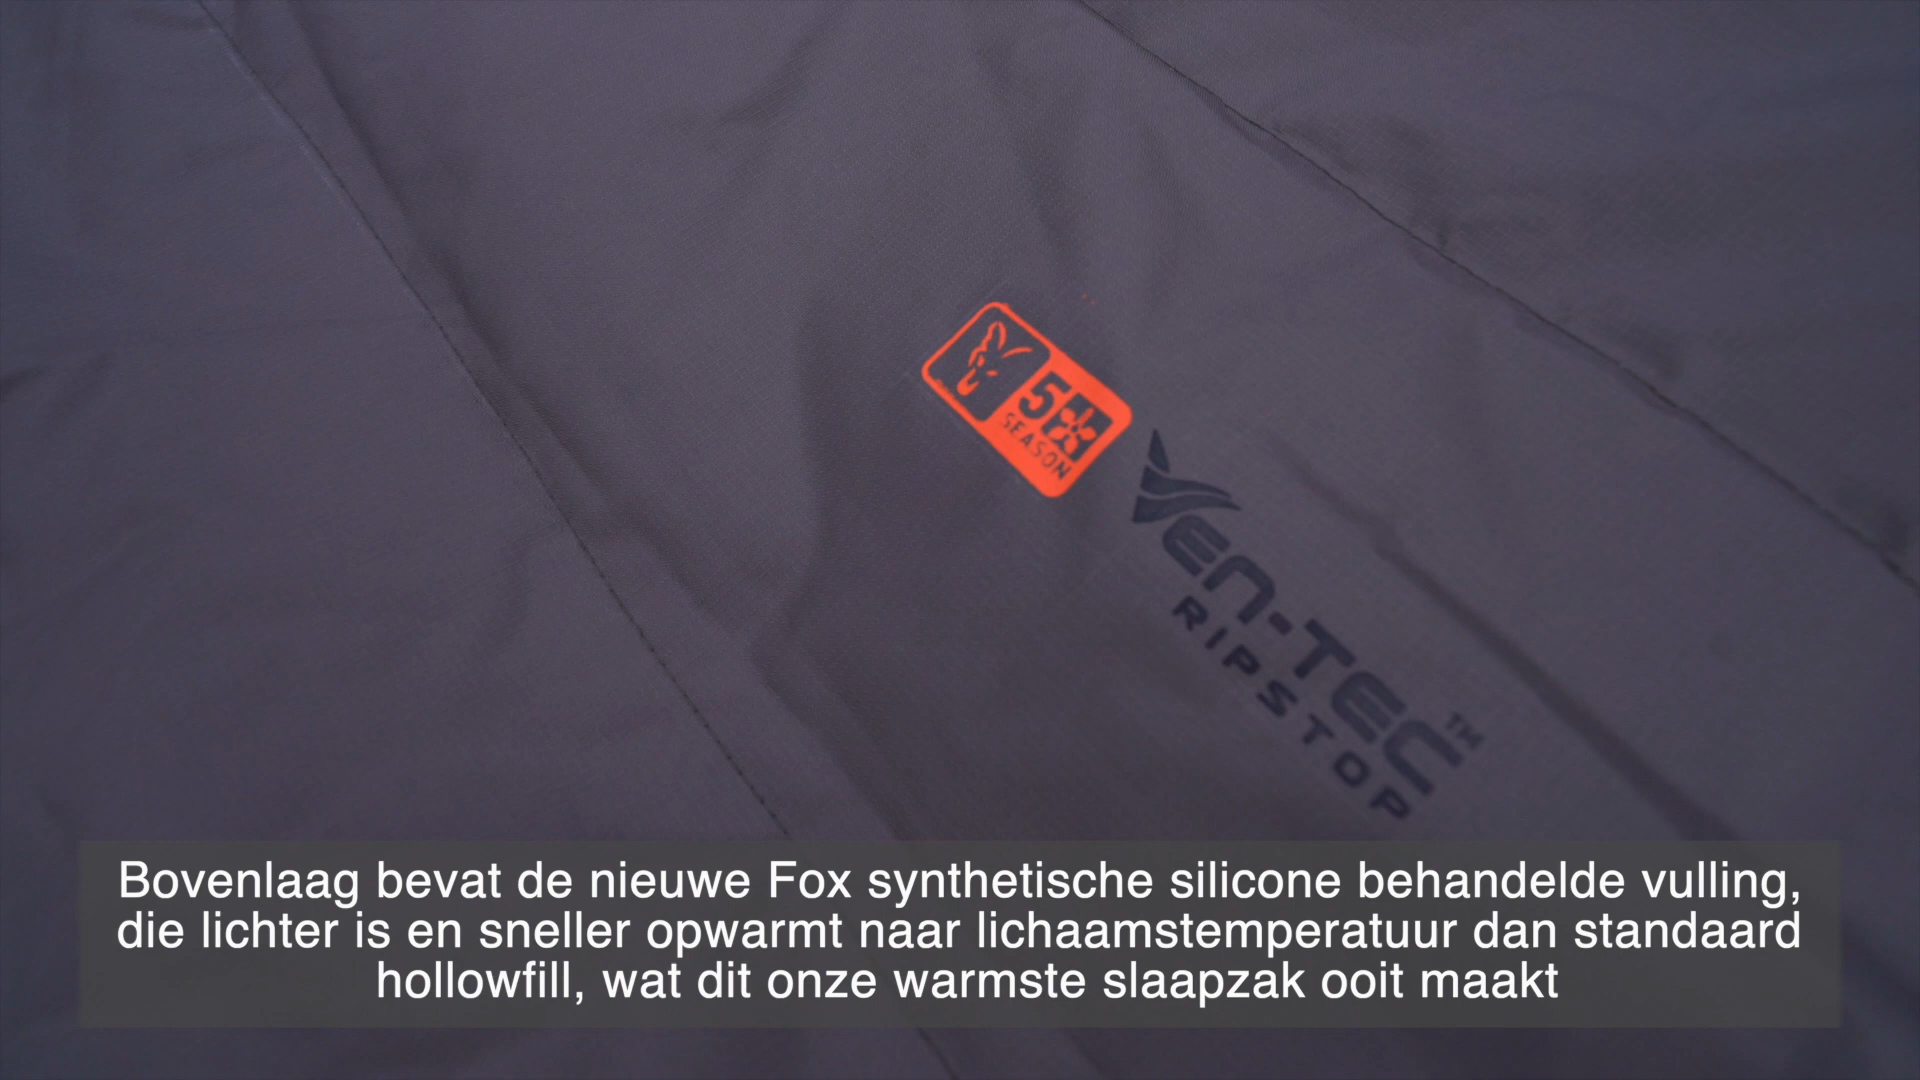 5
SEASON
VEN-TEC™
RIPSTOP
Bovenlaag bevat de nieuwe Fox synthetische silicone behandelde vulling,
die lichter is en sneller opwarmt naar lichaamstemperatuur dan standaard
hollowfill, wat dit onze warmste slaapzak ooit maakt